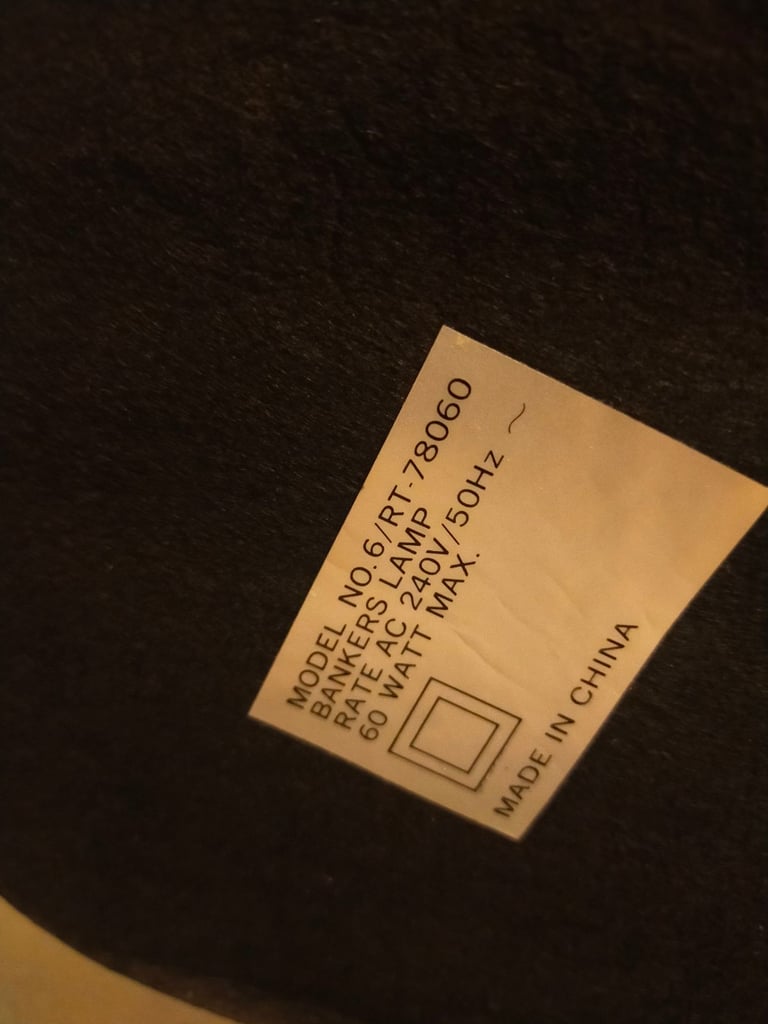 MODEL NO.6/RT-78060
BANKERS LAMP
RATE AC 240V/50Hz ~
60 WATT MAX.
MADE IN CHINA